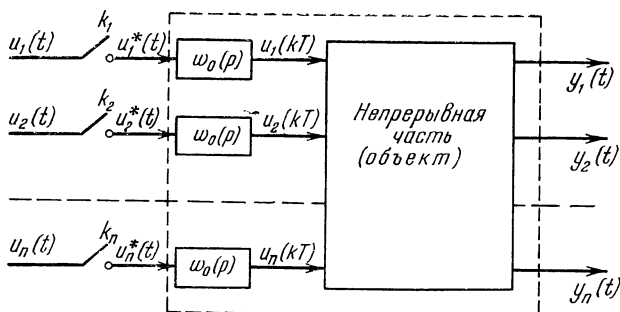 u₁(t) k₁ u₁*(t) w₀(p) u₁(kT) y₁(t)
u₂(t) k₂ u₂*(t) w₀(p) u₂(kT) y₂(t)
Непрерывная
часть
(объект)
uₙ(t) kₙ uₙ*(t) w₀(p) uₙ(kT) yₙ(t)